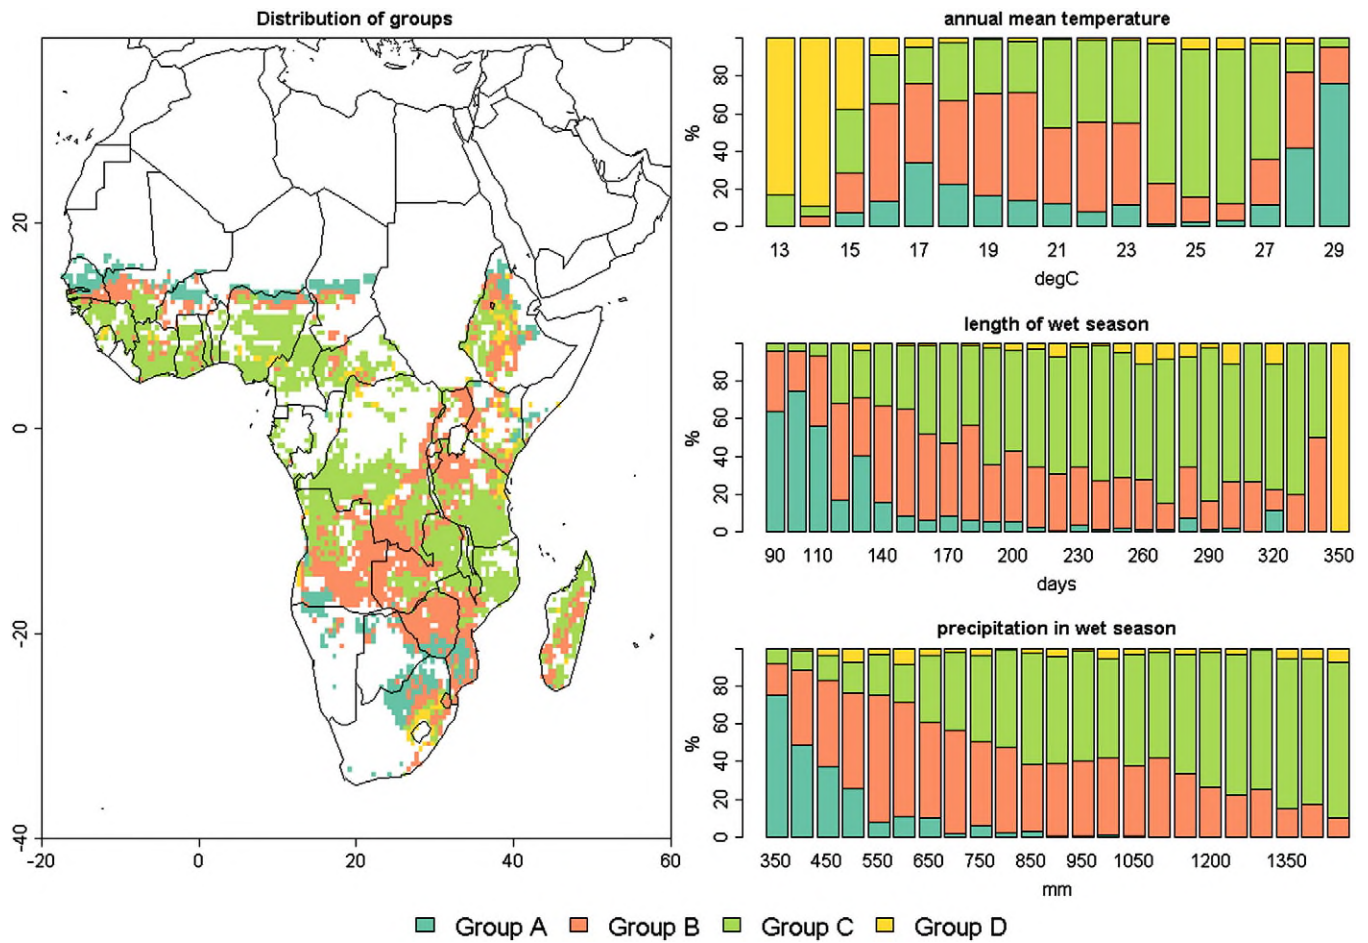 Distribution of groups
20
0
-20
-40
-20 0 20 40 60
annual mean temperature
%
0 20 40 60 80
13 15 17 19 21 23 25 27 29
degC
length of wet season
%
0 20 40 60 80
90 110 140 170 200 230 260 290 320 350
days
precipitation in wet season
%
0 20 40 60 80
350 450 550 650 750 850 950 1050 1200 1350
mm
Group A Group B Group C Group D